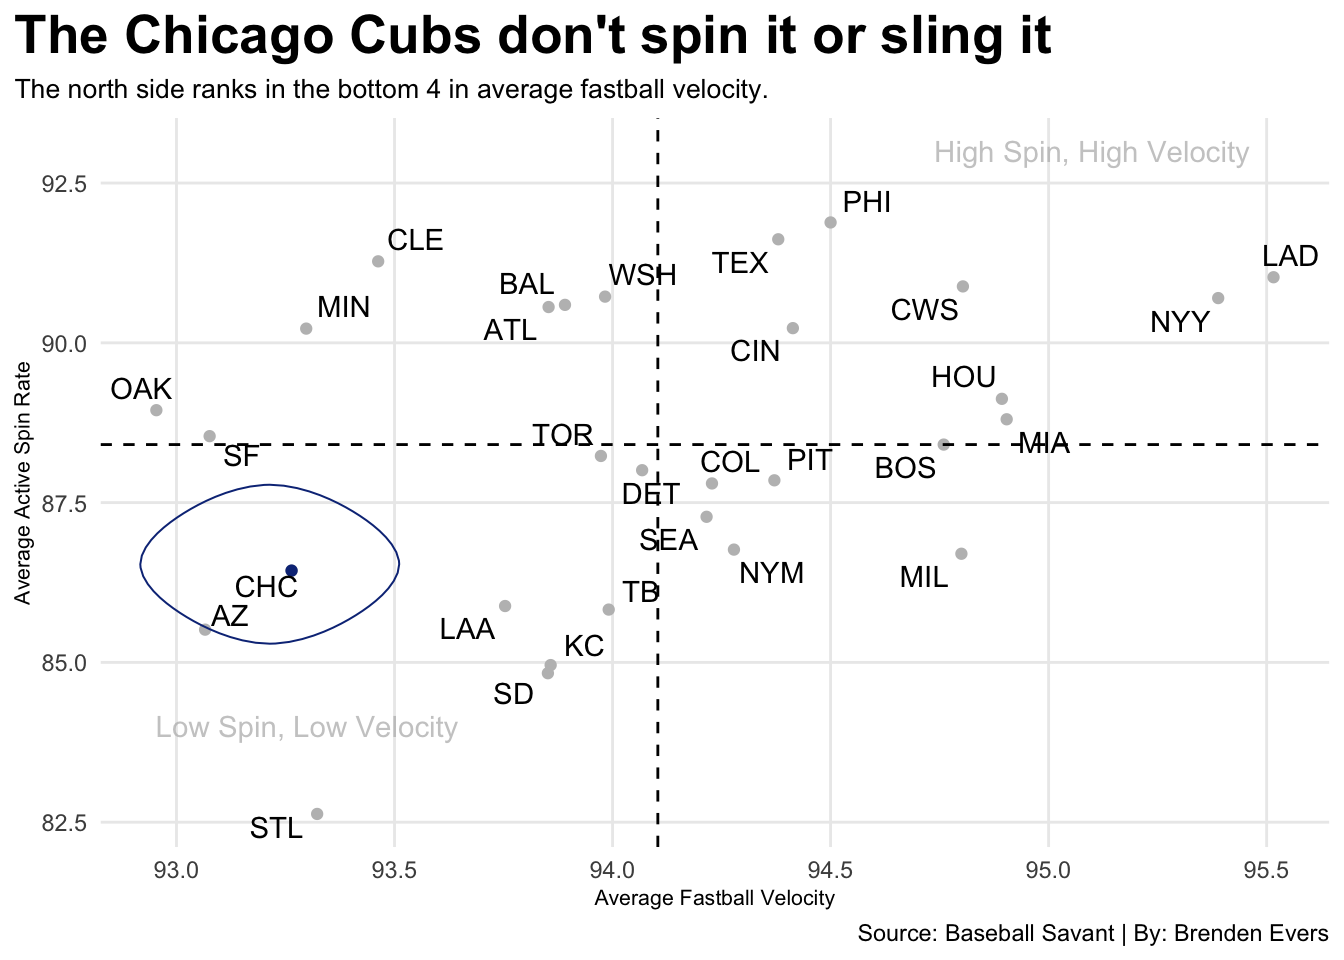 The Chicago Cubs don't spin it or sling it
The north side ranks in the bottom 4 in average fastball velocity.
High Spin, High Velocity
92.5
PHI
CLE
LAD
TEX
WSH
BAL
MIN
CWS
NYY
ATL
90.0
CIN
HOU
OAK
TOR
MIA
SF
COL
PIT
BOS
Average Active Spin Rate
87.5
DET
SEA
NYM
MIL
CHC
TB
AZ
LAA
KC
85.0
SD
Low Spin, Low Velocity
STL
82.5
93.0 93.5 94.0 94.5 95.0 95.5
Average Fastball Velocity
Source: Baseball Savant | By: Brenden Evers